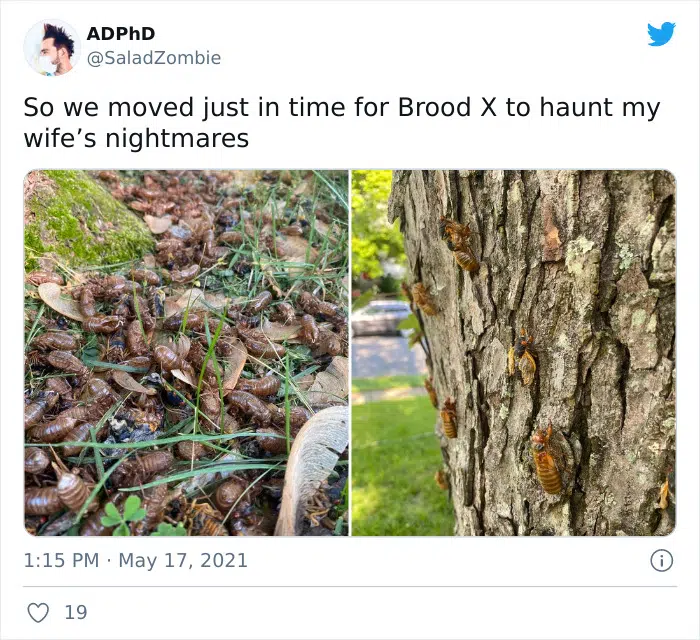 ADPhD
@SaladZombie
So we moved just in time for Brood X to haunt my
wife’s nightmares
1:15 PM · May 17, 2021
19